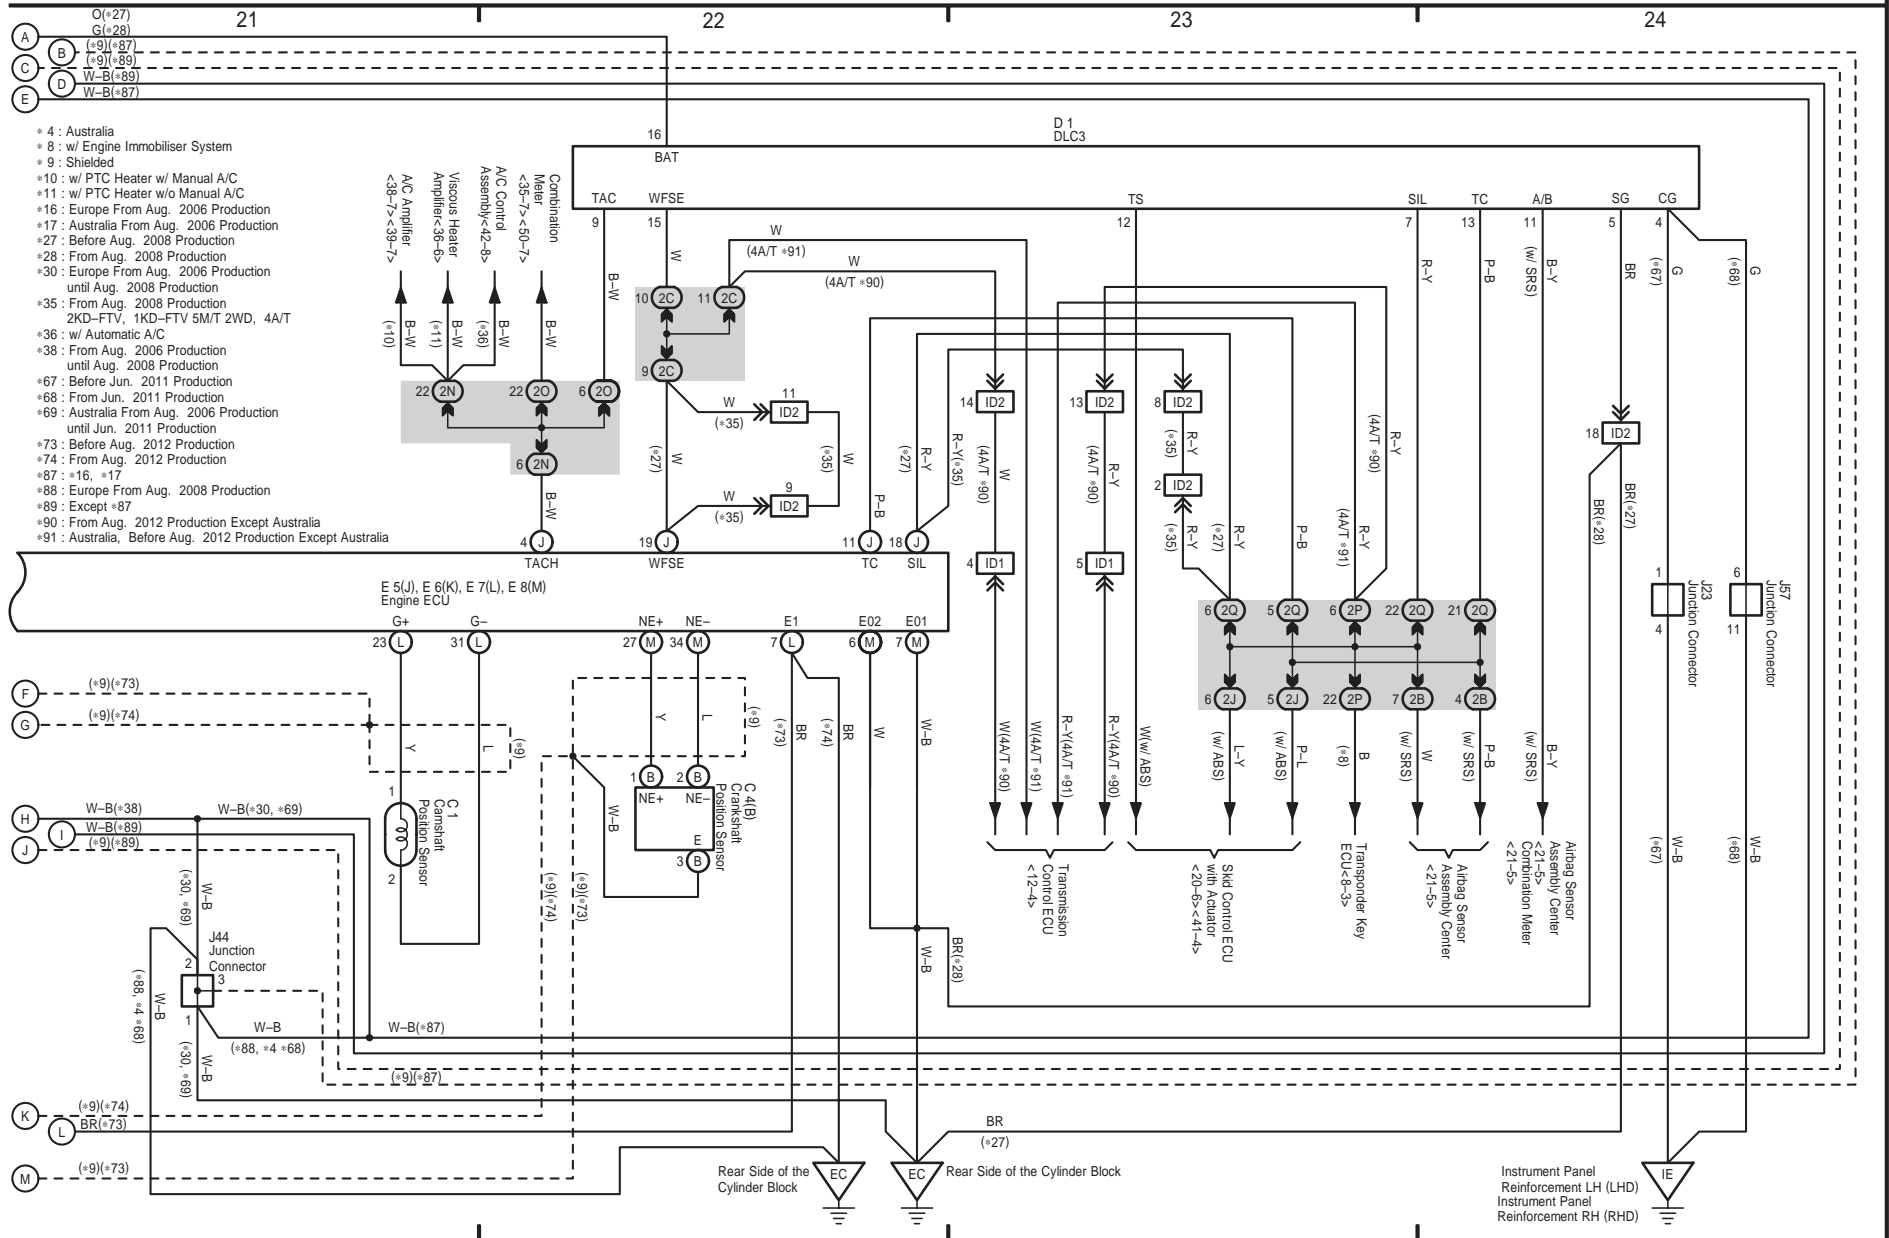 21
22
23
24
O(*27)
A
G(*28)
B
(*9)(*87)
C
(*9)(*89)
D
W–B(*89)
E
W–B(*87)
* 4 : Australia
* 8 : w/ Engine Immobiliser System
* 9 : Shielded
*10 : w/ PTC Heater w/ Manual A/C
*11 : w/ PTC Heater w/o Manual A/C
*16 : Europe From Aug. 2006 Production
*17 : Australia From Aug. 2006 Production
*27 : Before Aug. 2008 Production
*28 : From Aug. 2008 Production
*30 : Europe From Aug. 2006 Production
until Aug. 2008 Production
*35 : From Aug. 2008 Production
2KD–FTV, 1KD–FTV 5M/T 2WD, 4A/T
*36 : w/ Automatic A/C
*38 : From Aug. 2006 Production
until Aug. 2008 Production
*67 : Before Jun. 2011 Production
*68 : From Jun. 2011 Production
*69 : Australia From Aug. 2006 Production
until Jun. 2011 Production
*73 : Before Aug. 2012 Production
*74 : From Aug. 2012 Production
*87 : *16, *17
*88 : Europe From Aug. 2008 Production
*89 : Except *87
*90 : From Aug. 2012 Production Except Australia
*91 : Australia, Before Aug. 2012 Production Except Australia
D 1
DLC3
16
BAT
TAC
WFSE
TS
SIL
TC
A/B
SG
CG
9
15
12
7
13
11
5
4
A/C Amplifier
<38–7><39–7>
Viscous Heater
Amplifier<36–6>
A/C Control
Assembly<42–8>
Combination
Meter
<35–7><50–7>
B–W
(*10)
B–W
(*11)
B–W
(*36)
B–W
B–W
W
W
(4A/T *91)
W
(4A/T *90)
R–Y
P–B
B–Y
(w/ SRS)
BR
G
(*67)
G
(*68)
10 2C
11 2C
9 2C
22 2N
22 2O
6 2O
6 2N
B–W
W
(*35)
11
ID2
W
(*35)
W
(*27)
W
(*35)
9
ID2
P–B
R–Y
(*27)
R–Y(*35)
14 ID2
13 ID2
8 ID2
W
(4A/T *90)
R–Y
(4A/T *90)
R–Y
(*35)
2 ID2
R–Y
(*35)
R–Y
(*27)
P–B
R–Y
(4A/T *91)
R–Y
(4A/T *90)
18 ID2
BR(*28)
BR(*27)
4 J
19 J
11 J
18 J
4 ID1
5 ID1
TACH
WFSE
TC
SIL
E 5(J), E 6(K), E 7(L), E 8(M)
Engine ECU
G+
G–
NE+
NE–
E1
E02
E01
23 L
31 L
27 M
34 M
7 L
6 M
7 M
6 2Q
5 2Q
6 2P
22 2Q
21 2Q
6 2J
5 2J
22 2P
7 2B
4 2B
1
4
J23
Junction Connector
6
11
J57
Junction Connector
F
(*9)(*73)
G
(*9)(*74)
Y
L
(*9)
Y
L
(*9)
BR
(*73)
BR
(*74)
W
W–B
W(4A/T *90)
W(4A/T *91)
R–Y(4A/T *91)
R–Y(4A/T *90)
W(w/ ABS)
L–Y
(w/ ABS)
P–L
(w/ ABS)
B
(*8)
W
(w/ SRS)
P–B
(w/ SRS)
B–Y
(w/ SRS)
1 B
2 B
NE+
NE–
E
3 B
C 4(B)
Crankshaft
Position Sensor
W–B
1
2
C 1
Camshaft
Position Sensor
H
W–B(*38)
W–B(*30, *69)
I
W–B(*89)
J
(*9)(*89)
Transmission
Control ECU
<12–4>
Skid Control ECU
with Actuator
<20–6><41–4>
Transponder Key
ECU<8–3>
Airbag Sensor
Assembly Center
<21–5>
Airbag Sensor
Assembly Center
<21–5>
Combination Meter
<21–5>
W–B
(*67)
W–B
(*68)
W–B
(*30, *69)
(*9)(*74)
(*9)(*73)
J44
Junction
Connector
2
3
1
W–B
(*88, *4 *68)
W–B
BR(*28)
W–B
(*88, *4 *68)
W–B(*87)
W–B
(*30, *69)
(*9)(*87)
K
(*9)(*74)
L
BR(*73)
BR
(*27)
M
(*9)(*73)
Rear Side of the
Cylinder Block
EC
EC
Rear Side of the Cylinder Block
Instrument Panel
Reinforcement LH (LHD)
Instrument Panel
Reinforcement RH (RHD)
IE